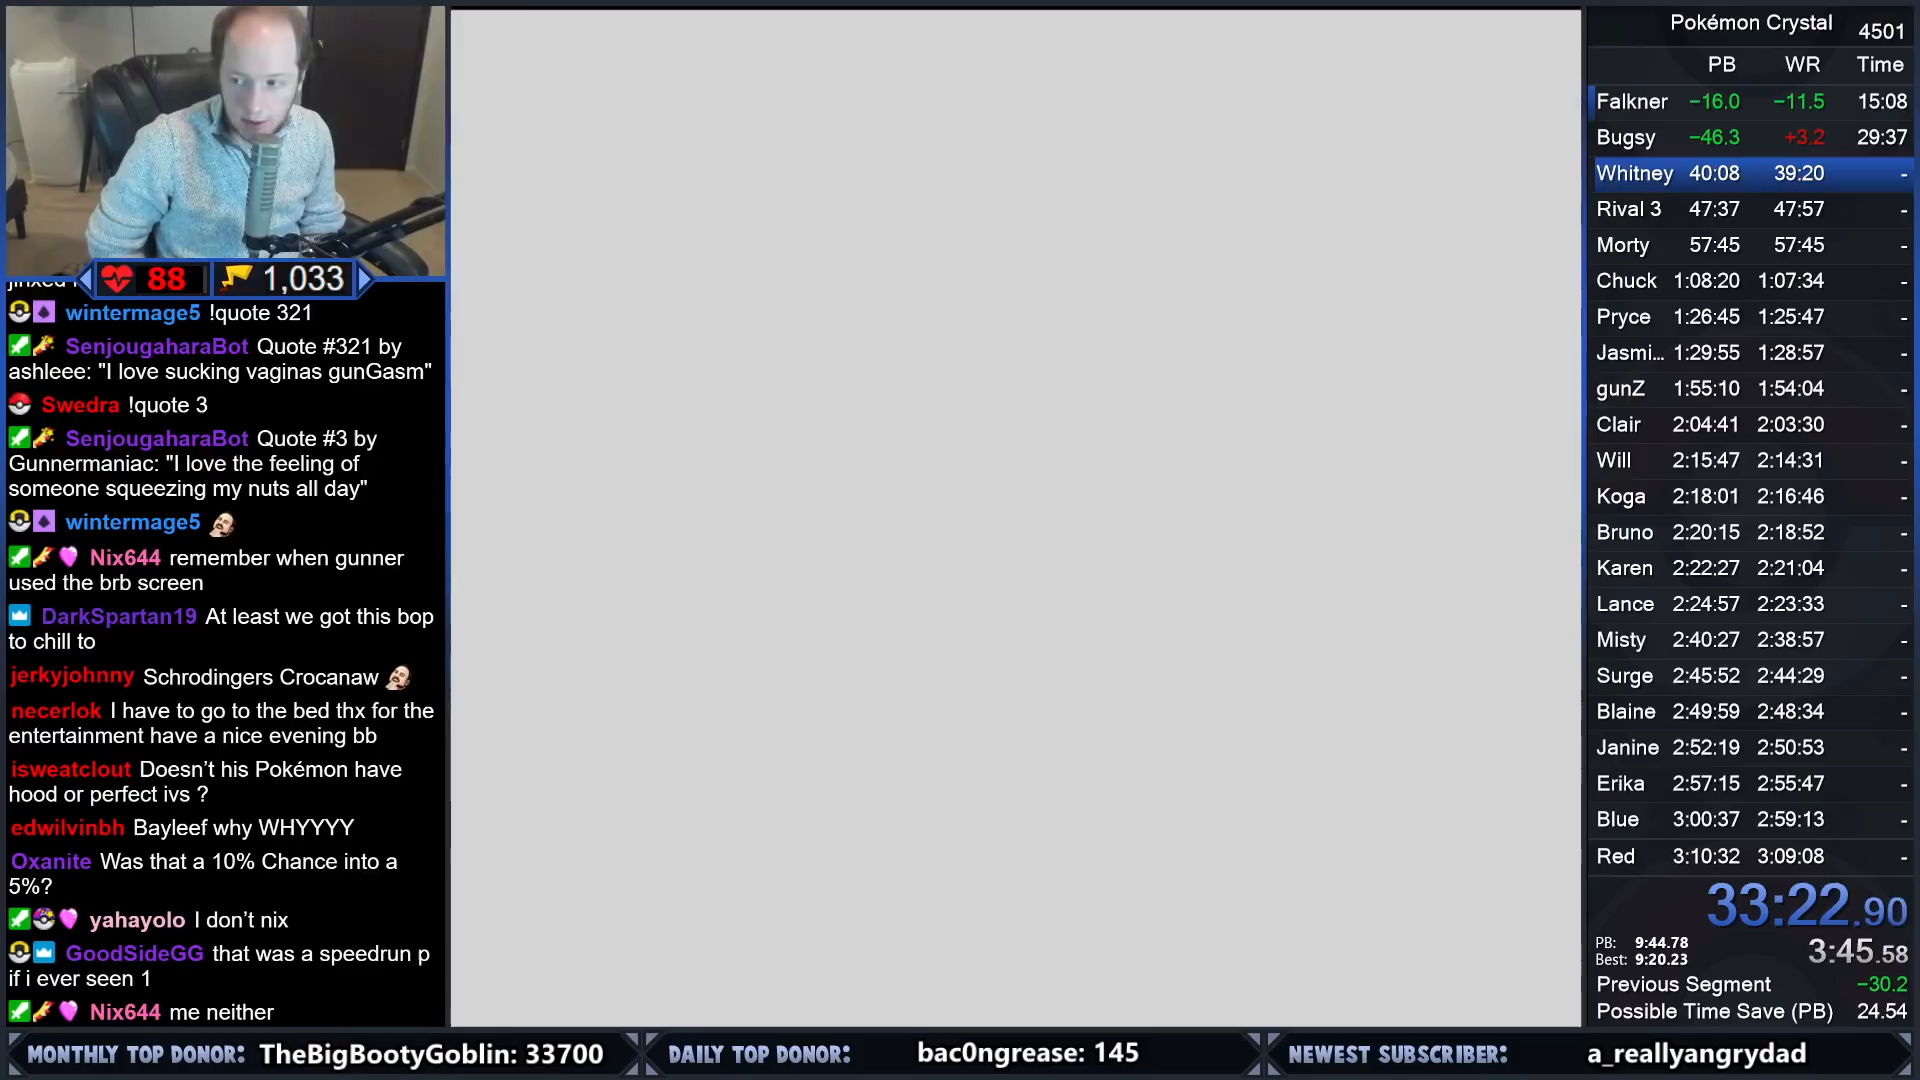 88 1,033
wintermage5 !quote 321
SenjougaharaBot Quote #321 by
ashleee: "I love sucking vaginas gunGasm"
Swedra !quote 3
SenjougaharaBot Quote #3 by
Gunnermaniac: "I love the feeling of
someone squeezing my nuts all day"
wintermage5
Nix644 remember when gunner
used the brb screen
DarkSpartan19 At least we got this bop
to chill to
jerkyjohnny Schrodingers Crocanaw
necerlok I have to go to the bed thx for the
entertainment have a nice evening bb
isweatclout Doesn't his Pokémon have
hood or perfect ivs ?
edwilvinbh Bayleef why WHYYYY
Oxanite Was that a 10% Chance into a
5%?
yahayolo I don't nix
GoodSideGG that was a speedrun p
if i ever seen 1
Nix644 me neither
Pokémon Crystal 4501
PB WR Time
Falkner −16.0 −11.5 15:08
Bugsy −46.3 +3.2 29:37
Whitney 40:08 39:20 -
Rival 3 47:37 47:57 -
Morty 57:45 57:45 -
Chuck 1:08:20 1:07:34 -
Pryce 1:26:45 1:25:47 -
Jasmi... 1:29:55 1:28:57 -
gunZ 1:55:10 1:54:04 -
Clair 2:04:41 2:03:30 -
Will 2:15:47 2:14:31 -
Koga 2:18:01 2:16:46 -
Bruno 2:20:15 2:18:52 -
Karen 2:22:27 2:21:04 -
Lance 2:24:57 2:23:33 -
Misty 2:40:27 2:38:57 -
Surge 2:45:52 2:44:29 -
Blaine 2:49:59 2:48:34 -
Janine 2:52:19 2:50:53 -
Erika 2:57:15 2:55:47 -
Blue 3:00:37 2:59:13 -
Red 3:10:32 3:09:08 -
33:22.90
PB: 9:44.78
Best: 9:20.23
3:45.58
Previous Segment −30.2
Possible Time Save (PB) 24.54
MONTHLY TOP DONOR: TheBigBootyGoblin: 33700
DAILY TOP DONOR: bac0ngrease: 145
NEWEST SUBSCRIBER: a_reallyangrydad